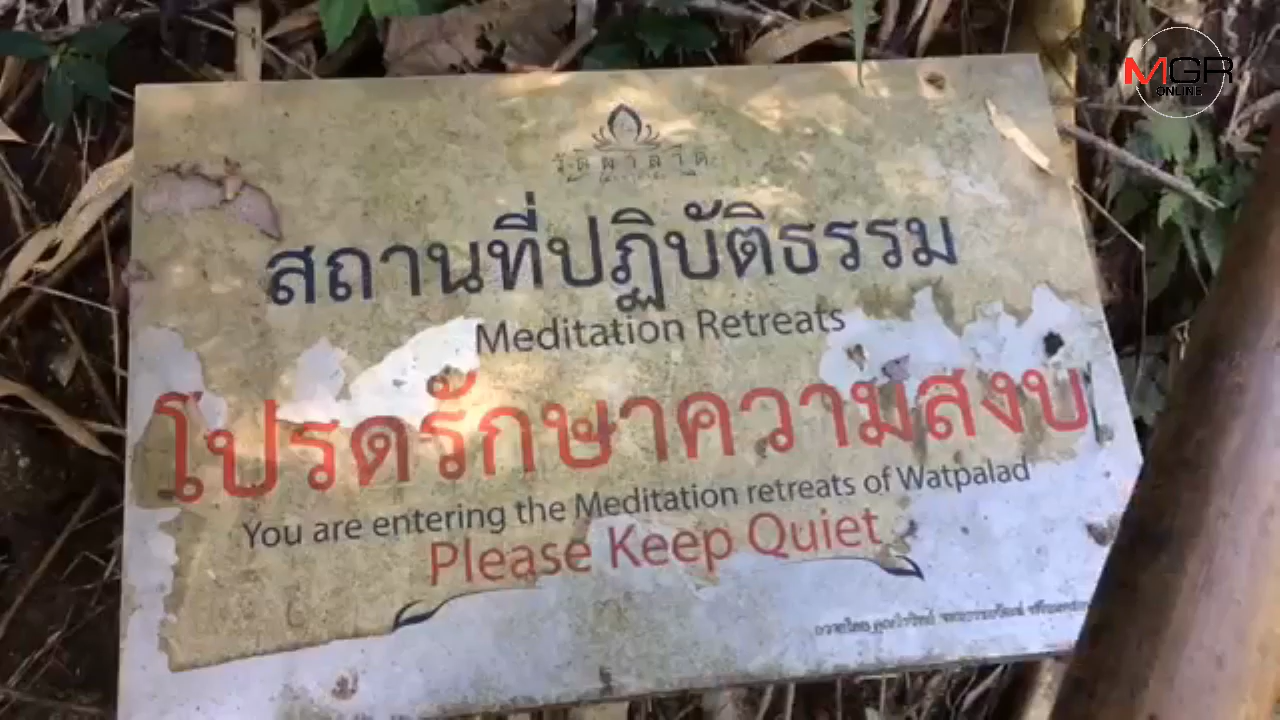 MGR
ONLINE
วัดผาลาด
สถานที่ปฏิบัติธรรม
Meditation Retreats
โปรดรักษาความสงบ
You are entering the Meditation retreats of Watpalad
Please Keep Quiet